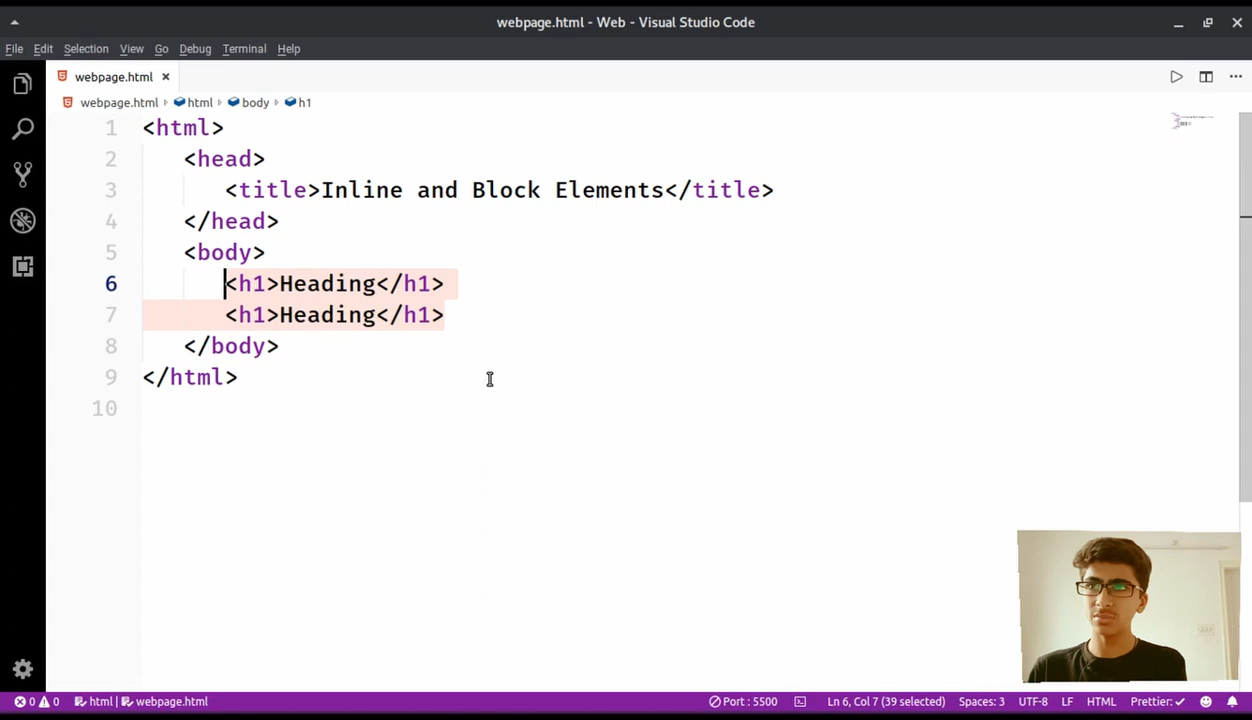 webpage.html - Web - Visual Studio Code
File Edit Selection View Go Debug Terminal Help
webpage.html
webpage.html html body h1
1 <html>
2 <head>
3 <title>Inline and Block Elements</title>
4 </head>
5 <body>
6 <h1>Heading</h1>
7 <h1>Heading</h1>
8 </body>
9 </html>
10
0 0 html | webpage.html Port : 5500 Ln 6, Col 7 (39 selected) Spaces: 3 UTF-8 LF HTML Prettier: